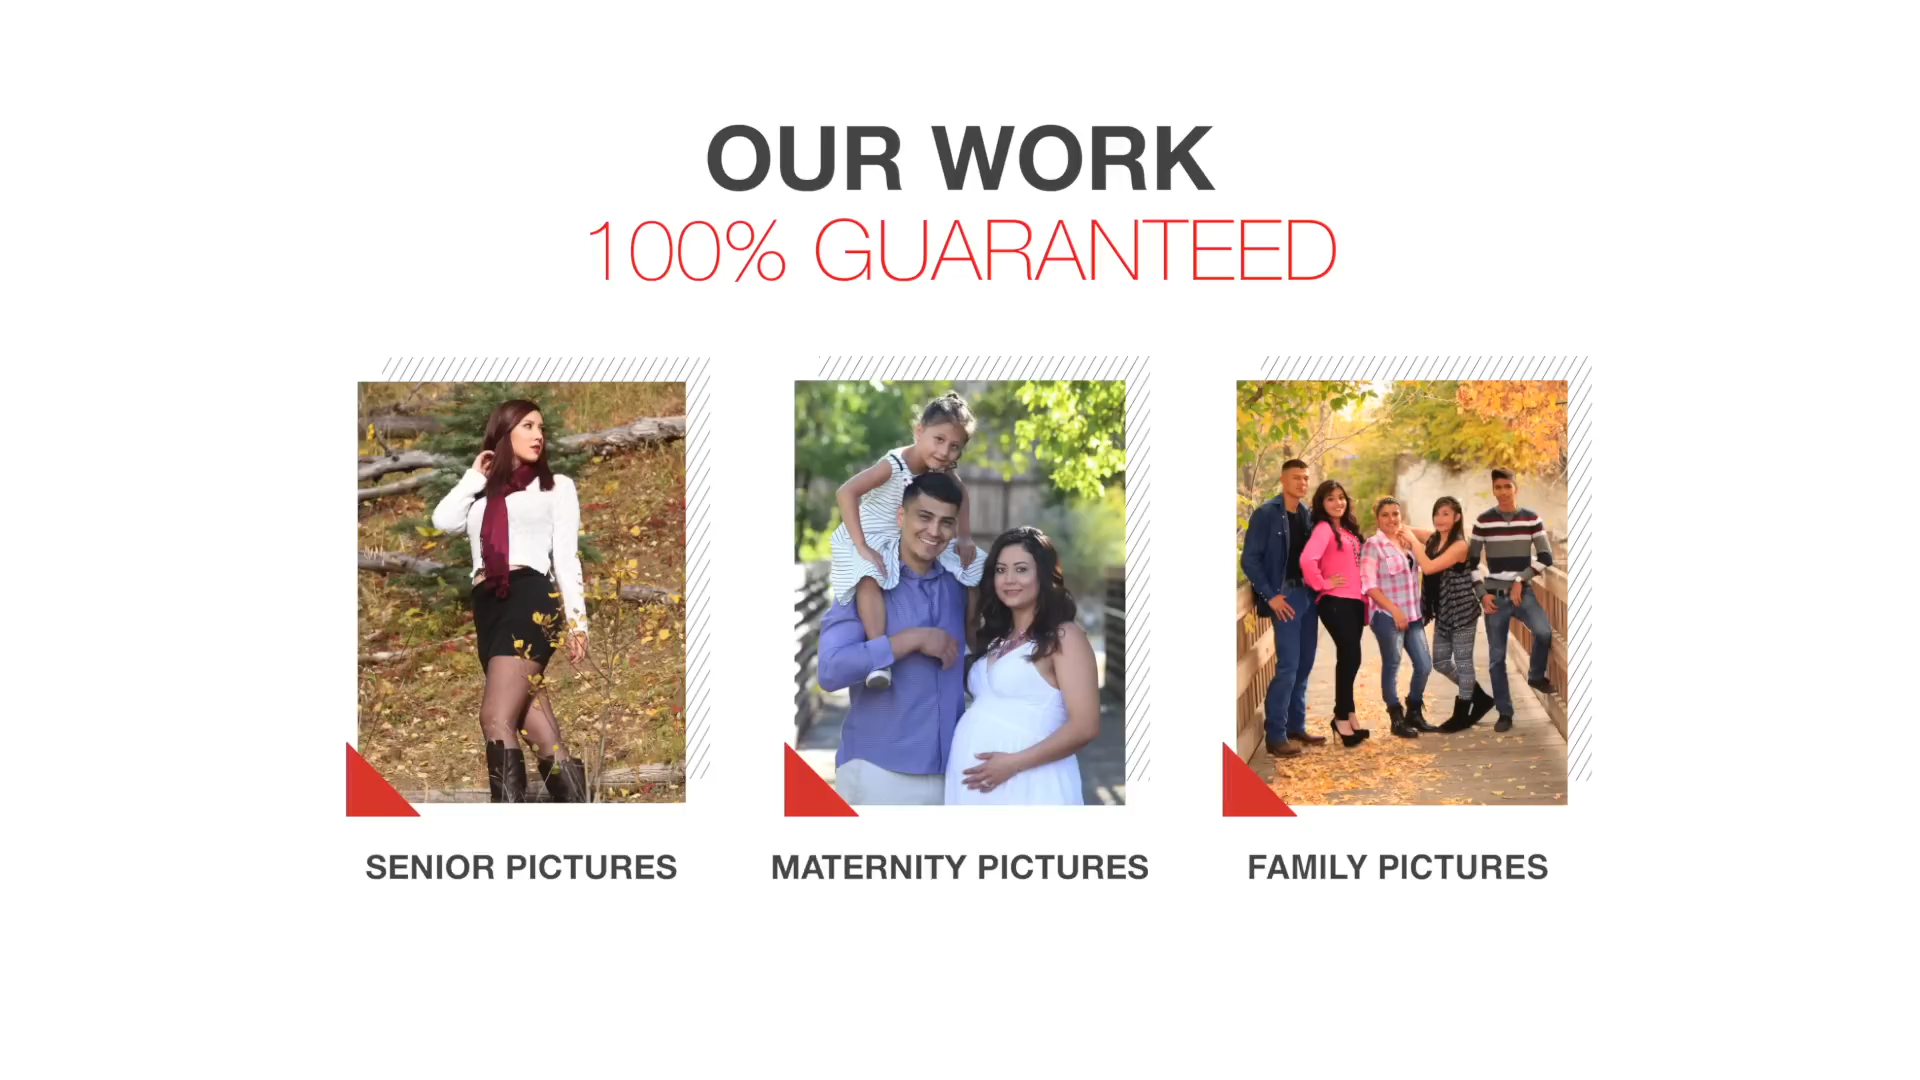 OUR WORK
100% GUARANTEED
SENIOR PICTURES
MATERNITY PICTURES
FAMILY PICTURES